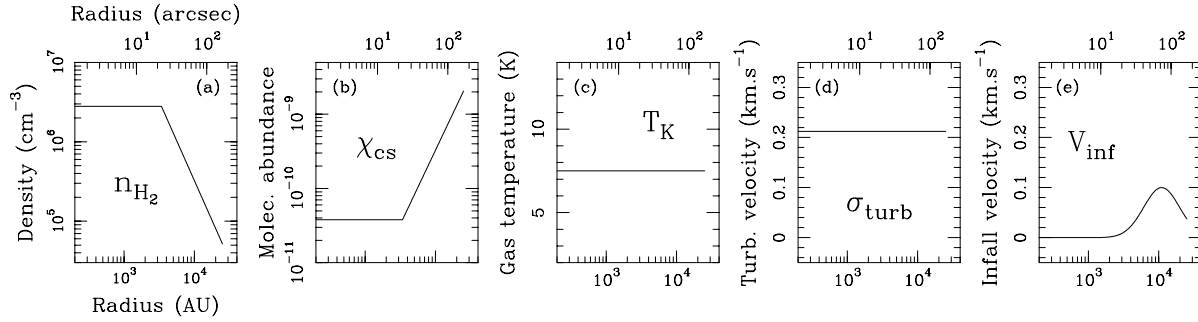 Radius (arcsec)
10¹ 10²
(a)
n_H₂
Density (cm⁻³)
10⁷
10⁶
10⁵
10³ 10⁴
Radius (AU)
10¹ 10²
(b)
χ_cs
Molec. abundance
10⁻⁹
10⁻¹⁰
10⁻¹¹
10¹ 10²
(c)
T_K
Gas temperature (K)
10
5
10³ 10⁴
10¹ 10²
(d)
σ_turb
Turb. velocity (km.s⁻¹)
0.3
0.2
0.1
0
10³ 10⁴
10¹ 10²
(e)
V_inf
Infall velocity (km.s⁻¹)
0.3
0.2
0.1
0
10³ 10⁴